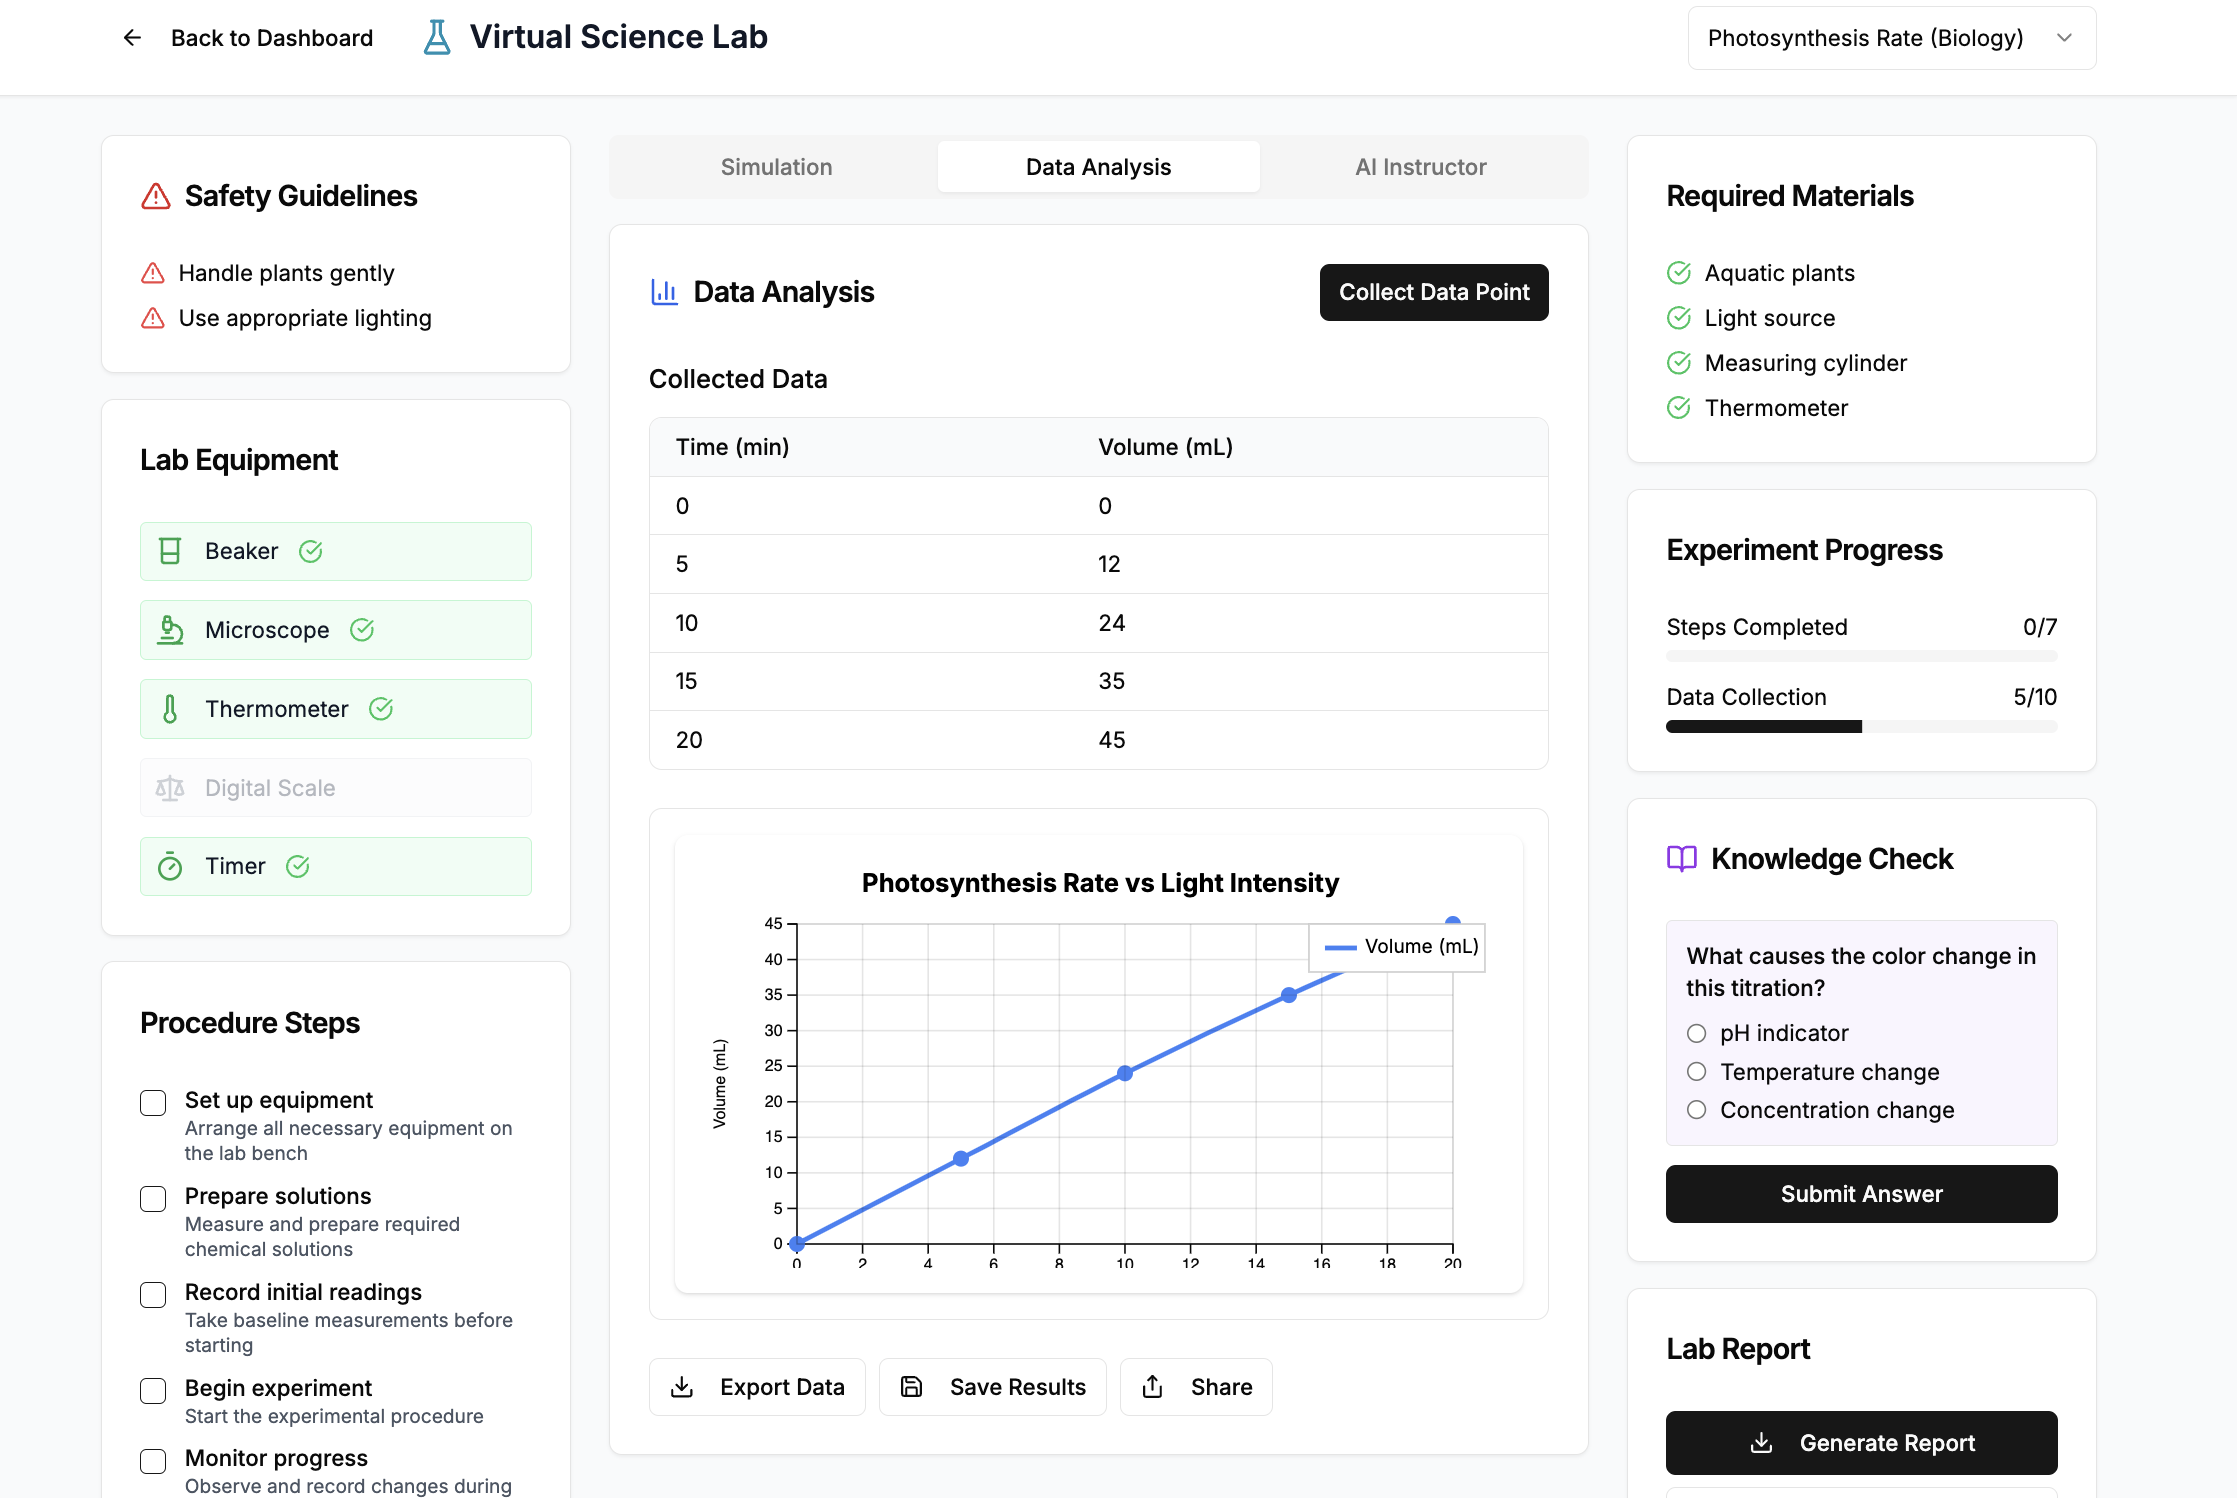 Back to Dashboard
Virtual Science Lab
Photosynthesis Rate (Biology)
Safety Guidelines
Handle plants gently
Use appropriate lighting
Lab Equipment
Beaker
Microscope
Thermometer
Digital Scale
Timer
Procedure Steps
Set up equipment
Arrange all necessary equipment on
the lab bench
Prepare solutions
Measure and prepare required
chemical solutions
Record initial readings
Take baseline measurements before
starting
Begin experiment
Start the experimental procedure
Monitor progress
Observe and record changes during
Simulation
Data Analysis
AI Instructor
Data Analysis
Collect Data Point
Collected Data
Time (min) Volume (mL)
0 0
5 12
10 24
15 35
20 45
Photosynthesis Rate vs Light Intensity
Volume (mL)
45
40
35
30
25
20
15
10
5
0
Volume (mL)
0 2 4 6 8 10 12 14 16 18 20
Export Data
Save Results
Share
Required Materials
Aquatic plants
Light source
Measuring cylinder
Thermometer
Experiment Progress
Steps Completed 0/7
Data Collection 5/10
Knowledge Check
What causes the color change in
this titration?
pH indicator
Temperature change
Concentration change
Submit Answer
Lab Report
Generate Report